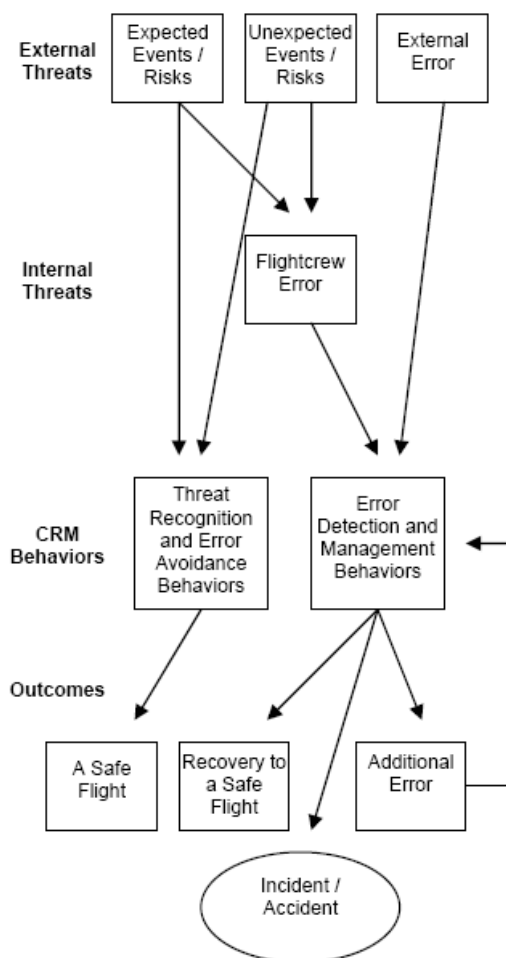 External
Threats
Expected
Events /
Risks
Unexpected
Events /
Risks
External
Error
Internal
Threats
Flightcrew
Error
CRM
Behaviors
Threat
Recognition
and Error
Avoidance
Behaviors
Error
Detection and
Management
Behaviors
Outcomes
A Safe
Flight
Recovery to
a Safe
Flight
Additional
Error
Incident /
Accident